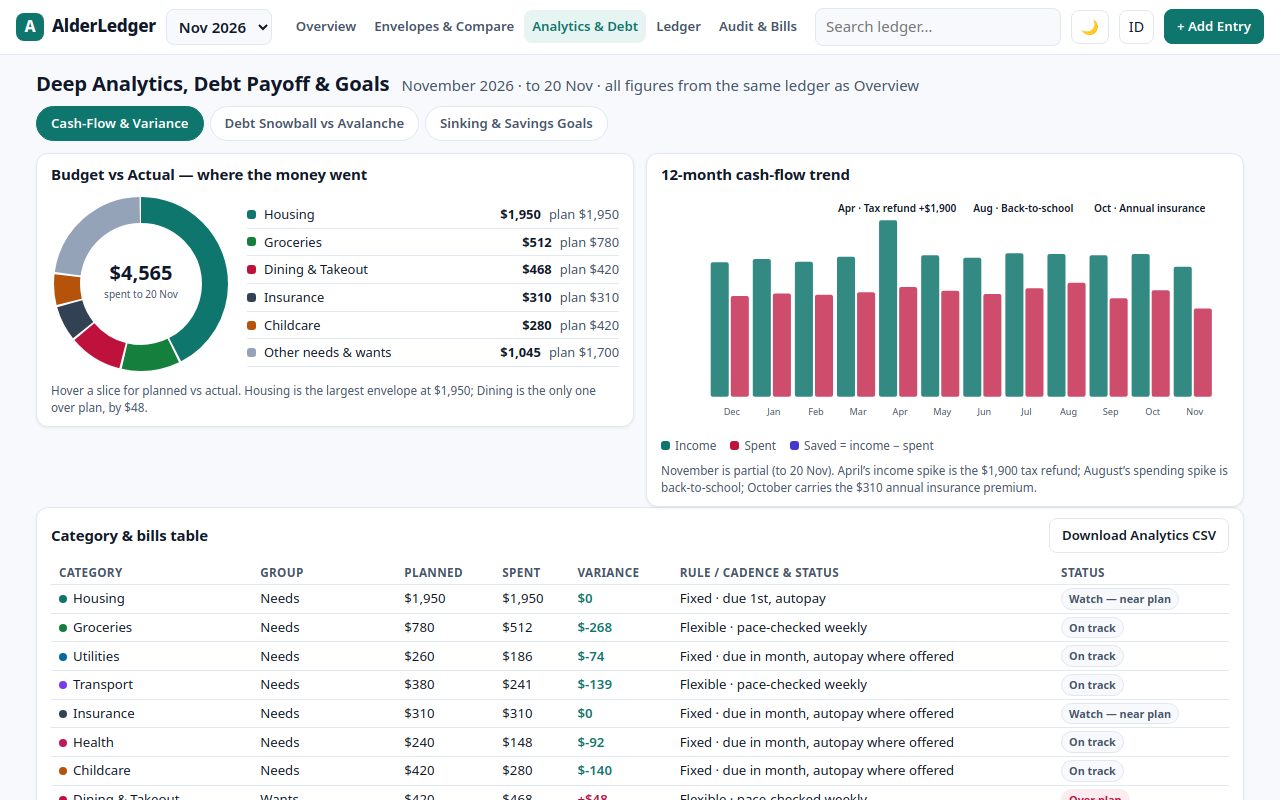 A AlderLedger Nov 2026 Overview Envelopes & Compare Analytics & Debt Ledger Audit & Bills Search ledger... 🌙 ID + Add Entry
Deep Analytics, Debt Payoff & Goals November 2026 · to 20 Nov · all figures from the same ledger as Overview
Cash-Flow & Variance Debt Snowball vs Avalanche Sinking & Savings Goals
Budget vs Actual — where the money went
$4,565
spent to 20 Nov
Housing $1,950 plan $1,950
Groceries $512 plan $780
Dining & Takeout $468 plan $420
Insurance $310 plan $310
Childcare $280 plan $420
Other needs & wants $1,045 plan $1,700
Hover a slice for planned vs actual. Housing is the largest envelope at $1,950; Dining is the only one
over plan, by $48.
12-month cash-flow trend
Apr · Tax refund +$1,900 Aug · Back-to-school Oct · Annual insurance
Dec Jan Feb Mar Apr May Jun Jul Aug Sep Oct Nov
Income Spent Saved = income − spent
November is partial (to 20 Nov). April’s income spike is the $1,900 tax refund; August’s spending spike is
back-to-school; October carries the $310 annual insurance premium.
Category & bills table Download Analytics CSV
CATEGORY GROUP PLANNED SPENT VARIANCE RULE / CADENCE & STATUS STATUS
Housing Needs $1,950 $1,950 $0 Fixed · due 1st, autopay Watch — near plan
Groceries Needs $780 $512 $-268 Flexible · pace-checked weekly On track
Utilities Needs $260 $186 $-74 Fixed · due in month, autopay where offered On track
Transport Needs $380 $241 $-139 Flexible · pace-checked weekly On track
Insurance Needs $310 $310 $0 Fixed · due in month, autopay where offered Watch — near plan
Health Needs $240 $148 $-92 Fixed · due in month, autopay where offered On track
Childcare Needs $420 $280 $-140 Fixed · due in month, autopay where offered On track
Dining & Takeout Wants $420 $468 +$48 Flexible · pace-checked weekly Over plan